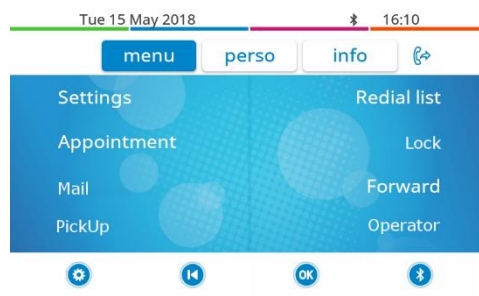 Tue 15 May 2018 16:10
menu perso info
Settings Redial list
Appointment Lock
Mail Forward
PickUp Operator
OK